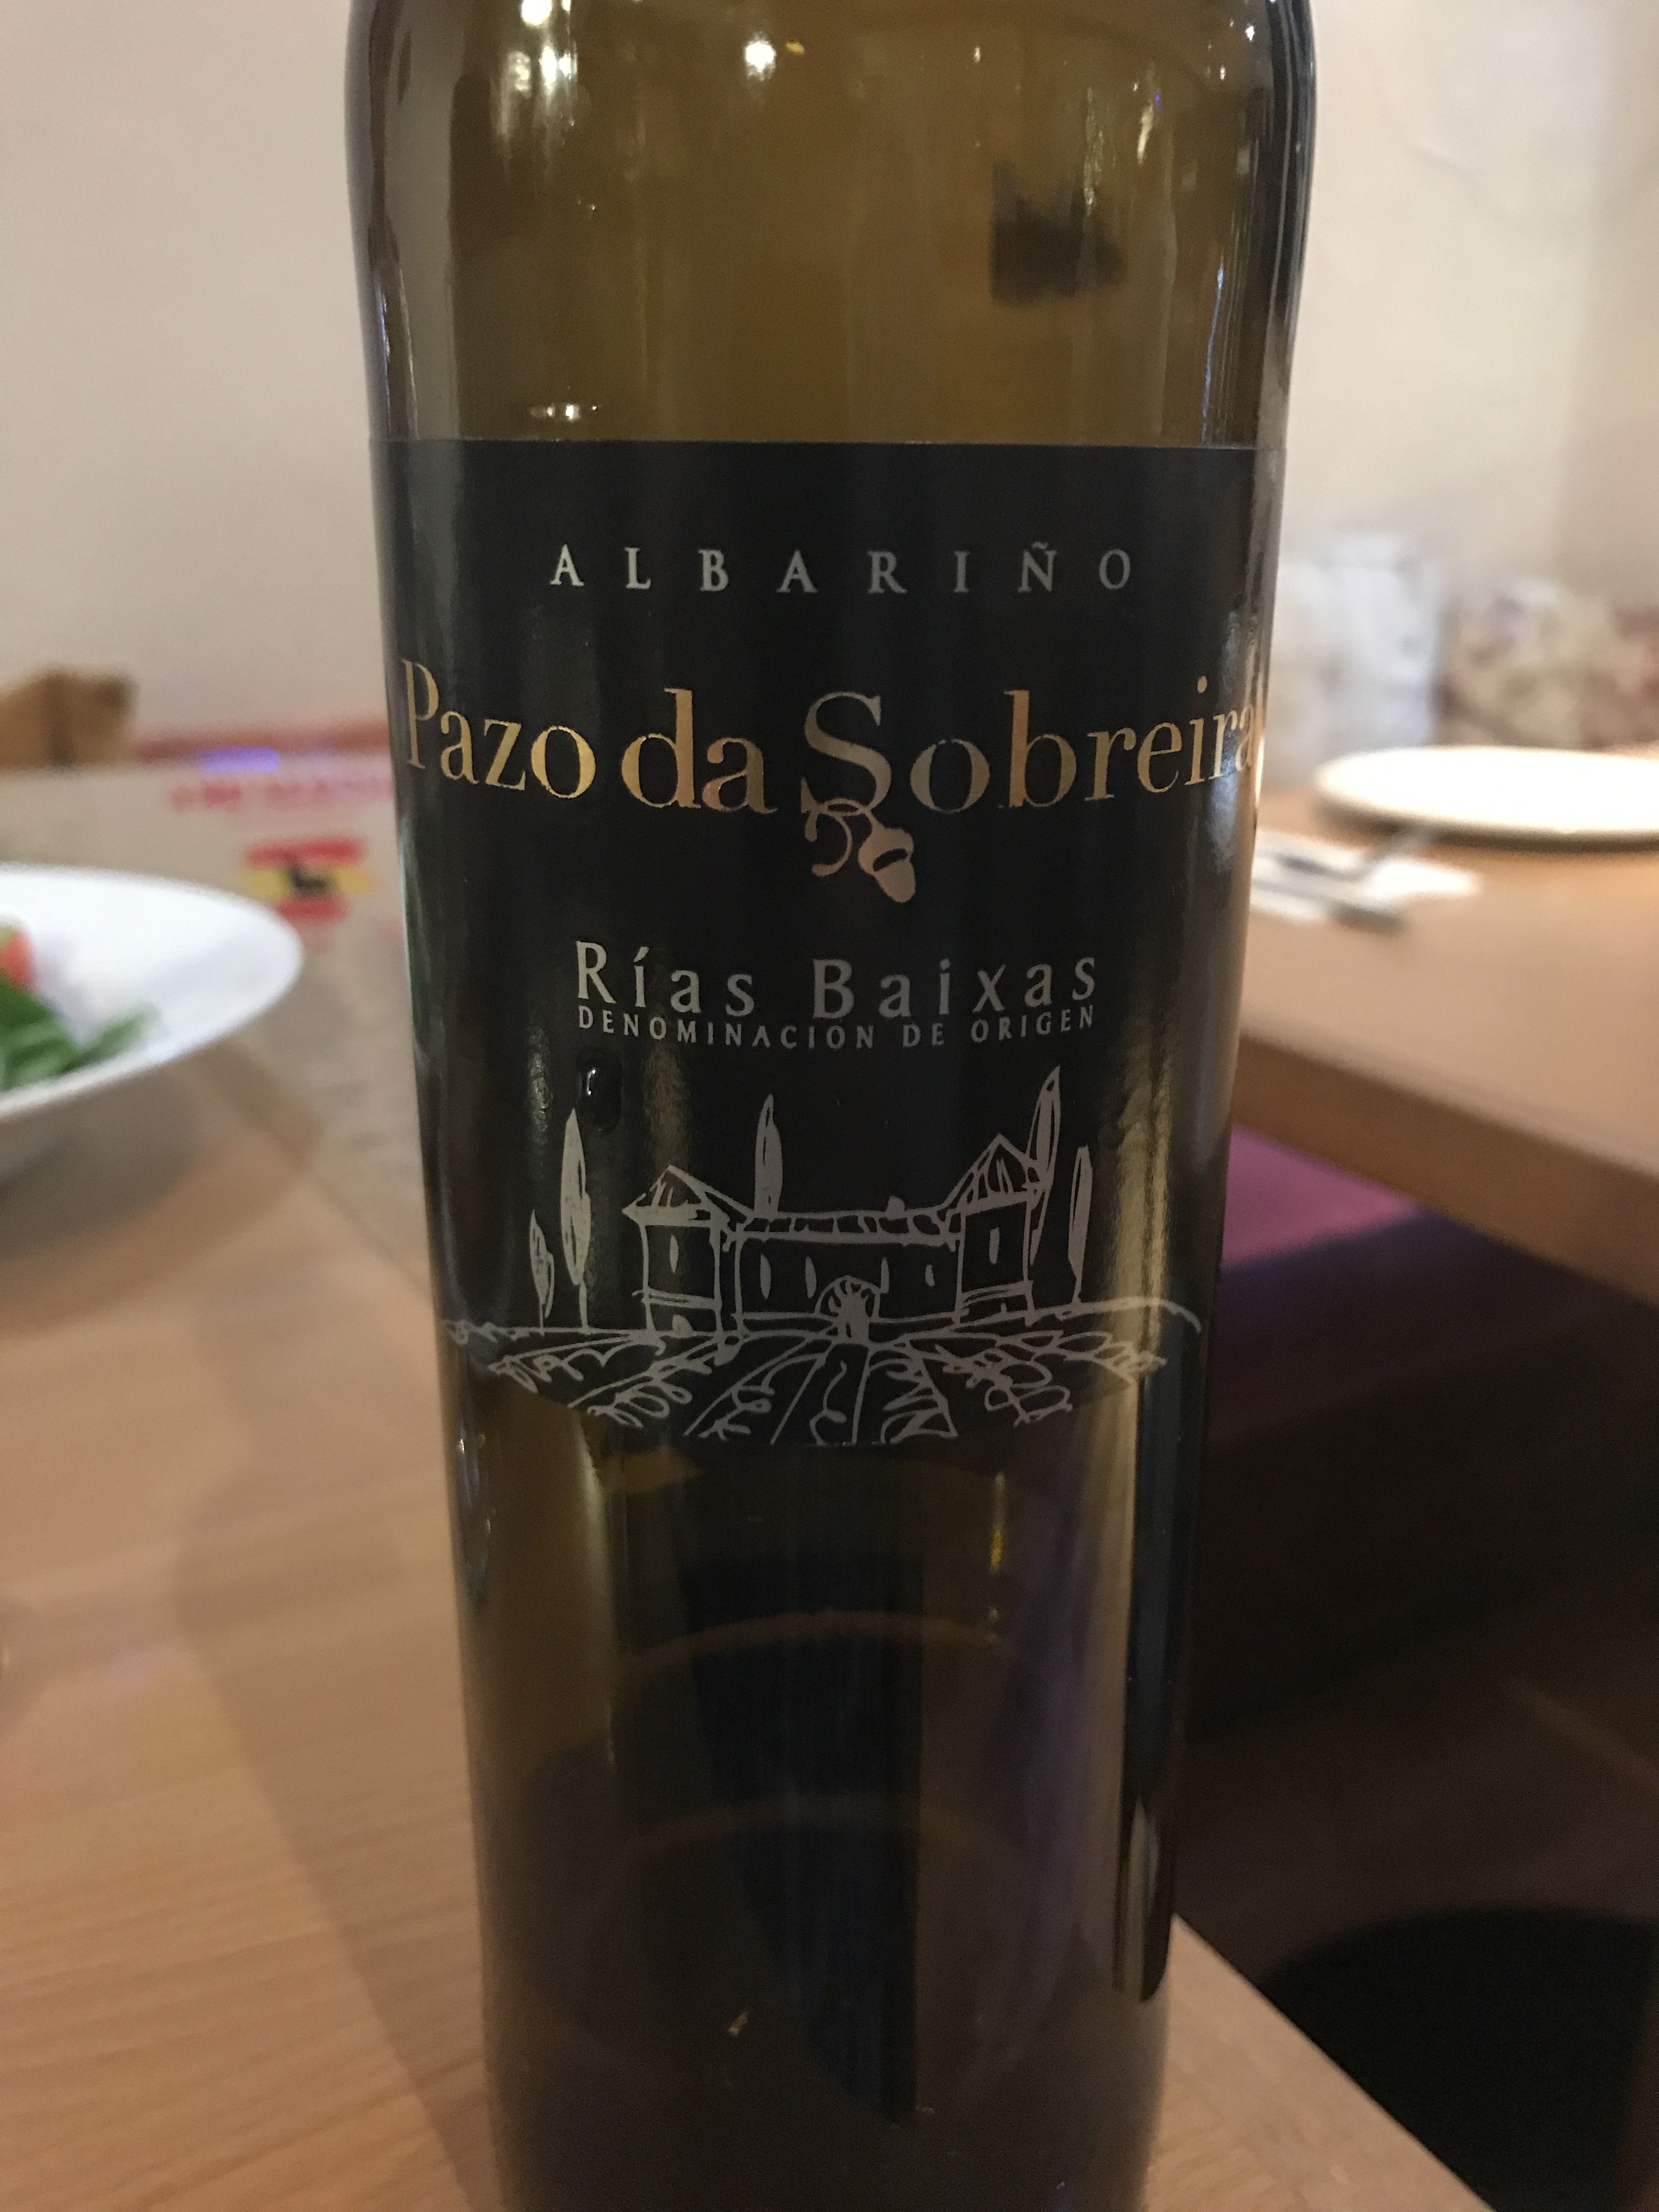 ALBARIÑO
Pazo da Sobreira
Rías Baixas
DENOMINACION DE ORIGEN